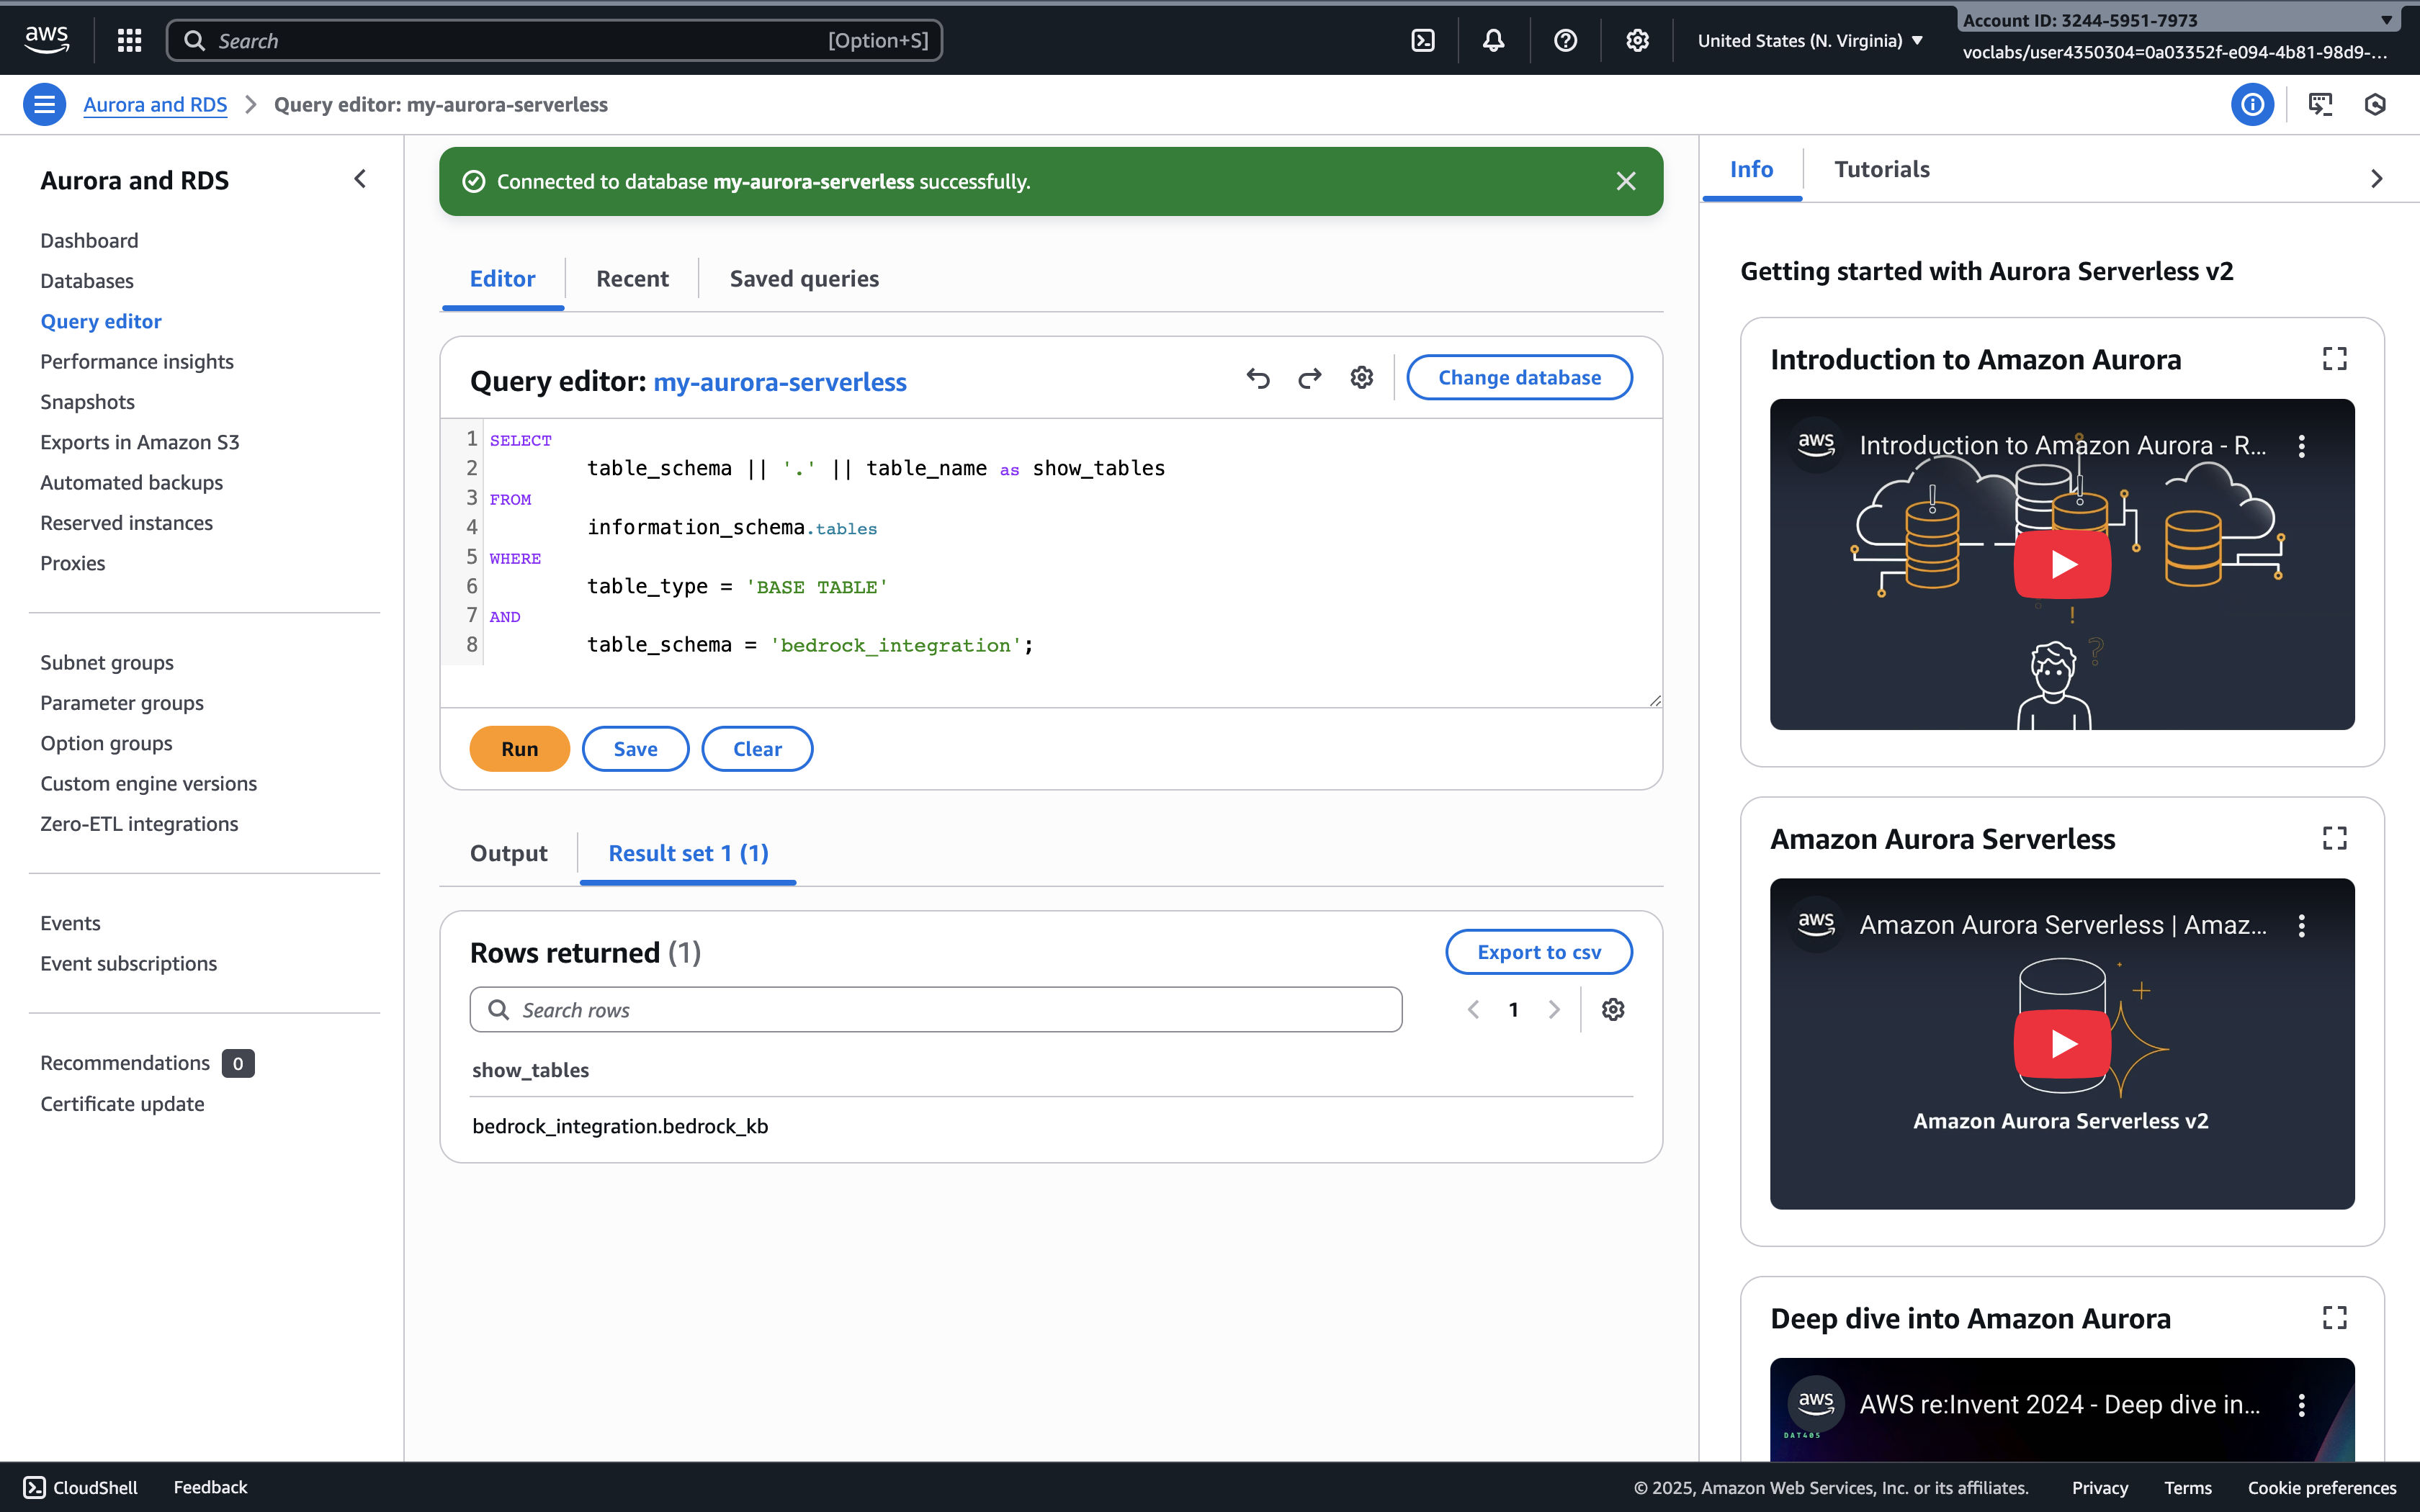 aws
Search
[Option+S]
United States (N. Virginia)
Account ID: 3244-5951-7973
voclabs/user4350304=0a03352f-e094-4b81-98d9-...
Aurora and RDS
Query editor: my-aurora-serverless
Aurora and RDS
Dashboard
Databases
Query editor
Performance insights
Snapshots
Exports in Amazon S3
Automated backups
Reserved instances
Proxies
Subnet groups
Parameter groups
Option groups
Custom engine versions
Zero-ETL integrations
Events
Event subscriptions
Recommendations 0
Certificate update
Connected to database my-aurora-serverless successfully.
Editor
Recent
Saved queries
Query editor: my-aurora-serverless
Change database
1 SELECT
2 table_schema || '.' || table_name as show_tables
3 FROM
4 information_schema.tables
5 WHERE
6 table_type = 'BASE TABLE'
7 AND
8 table_schema = 'bedrock_integration';
Run
Save
Clear
Output
Result set 1 (1)
Rows returned (1)
Export to csv
Search rows
1
show_tables
bedrock_integration.bedrock_kb
Info
Tutorials
Getting started with Aurora Serverless v2
Introduction to Amazon Aurora
aws
Introduction to Amazon Aurora - R...
Amazon Aurora Serverless
aws
Amazon Aurora Serverless | Amaz...
Amazon Aurora Serverless v2
Deep dive into Amazon Aurora
aws
AWS re:Invent 2024 - Deep dive in...
DAT405
CloudShell
Feedback
© 2025, Amazon Web Services, Inc. or its affiliates.
Privacy
Terms
Cookie preferences